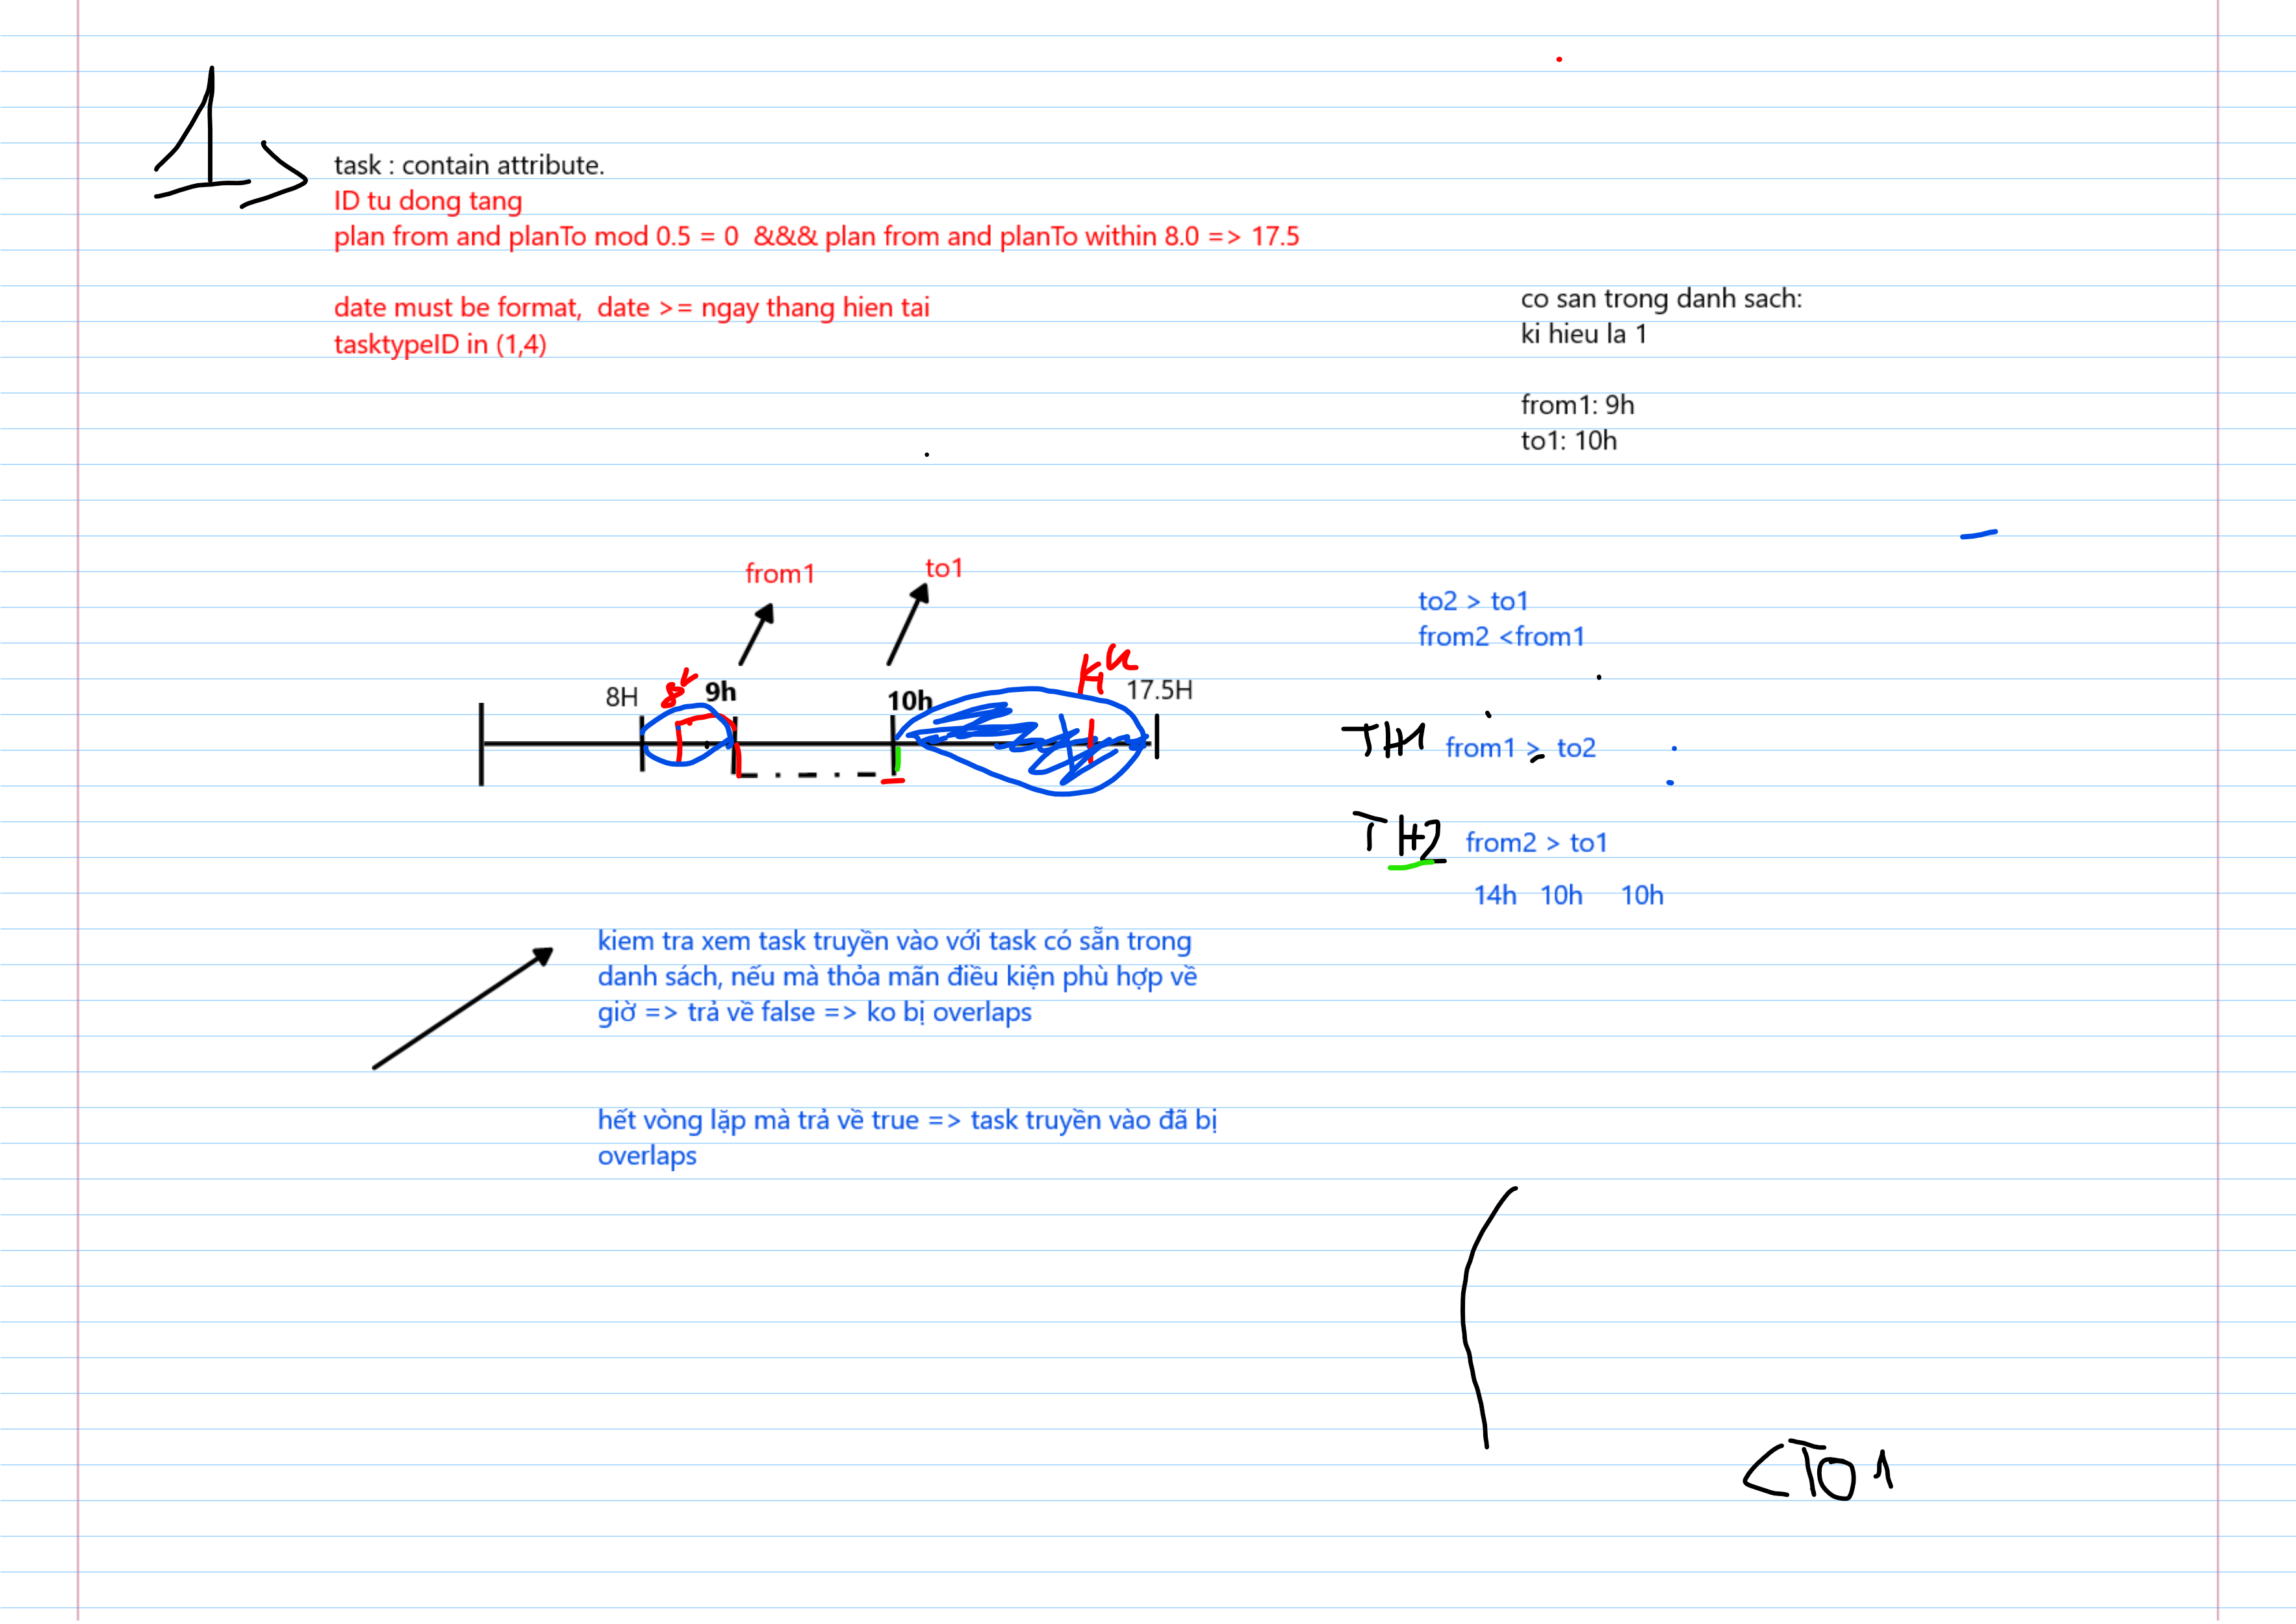 1>
task : contain attribute.
ID tu dong tang
plan from and planTo mod 0.5 = 0 &&& plan from and planTo within 8.0 => 17.5
date must be format, date >= ngay thang hien tai
tasktypeID in (1,4)
co san trong danh sach:
ki hieu la 1
from1: 9h
to1: 10h
from1
to1
8H
9h
10h
17.5H
to2 > to1
from2 <from1
TH1 from1 > to2
TH2 from2 > to1
14h 10h 10h
kiem tra xem task truyền vào với task có sẵn trong
danh sách, nếu mà thỏa mãn điều kiện phù hợp về
giờ => trả về false => ko bị overlaps
hết vòng lặp mà trả về true => task truyền vào đã bị
overlaps
<TO1